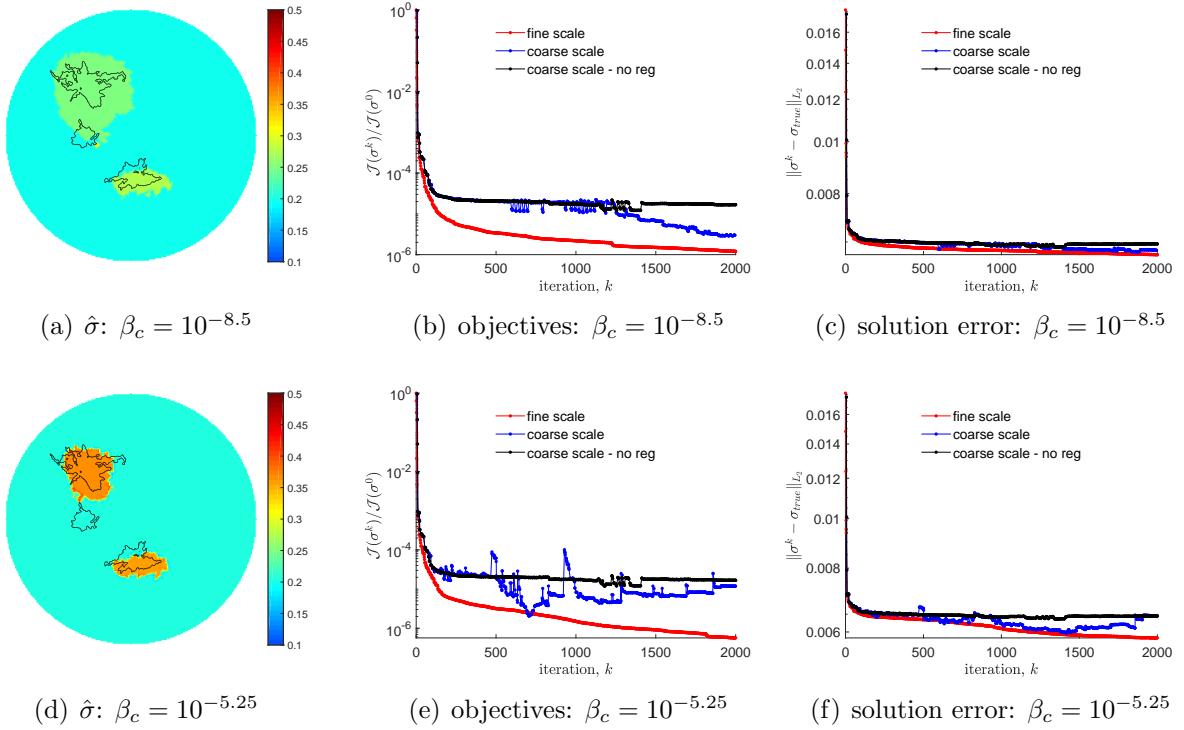 0.5
0.45
0.4
0.35
0.3
0.25
0.2
0.15
0.1
(a) σ̂: β_c = 10^{-8.5}
10^0
10^{-2}
10^{-4}
10^{-6}
J(σ^k)/J(σ^0)
fine scale
coarse scale
coarse scale - no reg
0 500 1000 1500 2000
iteration, k
(b) objectives: β_c = 10^{-8.5}
0.016
0.014
0.012
0.01
0.008
||σ^k − σ_{true}||_{L_2}
fine scale
coarse scale
coarse scale - no reg
0 500 1000 1500 2000
iteration, k
(c) solution error: β_c = 10^{-8.5}
0.5
0.45
0.4
0.35
0.3
0.25
0.2
0.15
0.1
(d) σ̂: β_c = 10^{-5.25}
10^0
10^{-2}
10^{-4}
10^{-6}
J(σ^k)/J(σ^0)
fine scale
coarse scale
coarse scale - no reg
0 500 1000 1500 2000
iteration, k
(e) objectives: β_c = 10^{-5.25}
0.016
0.014
0.012
0.01
0.008
0.006
||σ^k − σ_{true}||_{L_2}
fine scale
coarse scale
coarse scale - no reg
0 500 1000 1500 2000
iteration, k
(f) solution error: β_c = 10^{-5.25}